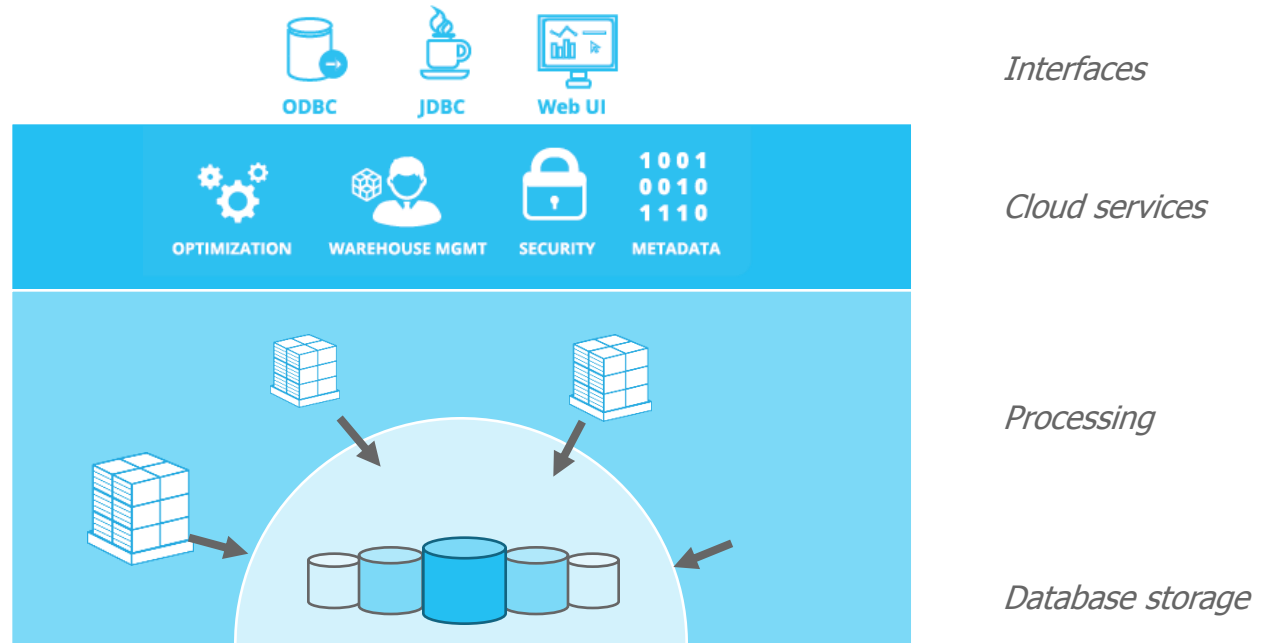 ODBC JDBC Web UI
Interfaces
1001
0010
1110
Cloud services
OPTIMIZATION WAREHOUSE MGMT SECURITY METADATA
Processing
Database storage